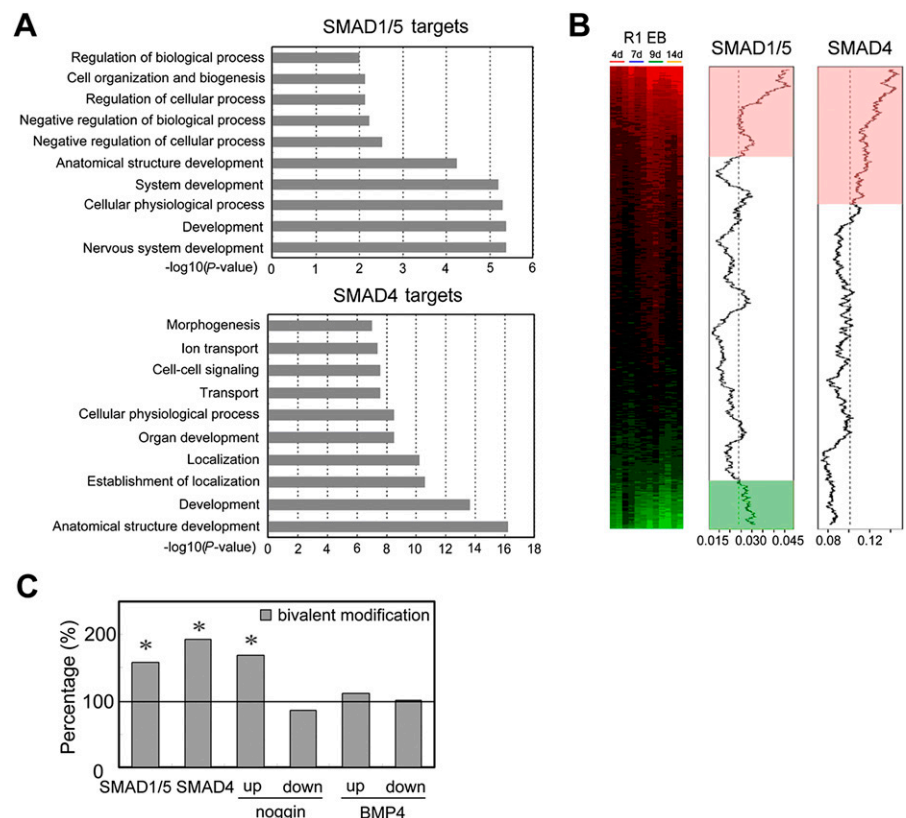 A
SMAD1/5 targets
Regulation of biological process
Cell organization and biogenesis
Regulation of cellular process
Negative regulation of biological process
Negative regulation of cellular process
Anatomical structure development
System development
Cellular physiological process
Development
Nervous system development
-log10(P-value) 0 1 2 3 4 5 6
SMAD4 targets
Morphogenesis
Ion transport
Cell-cell signaling
Transport
Cellular physiological process
Organ development
Localization
Establishment of localization
Development
Anatomical structure development
-log10(P-value) 0 2 4 6 8 10 12 14 16 18
B
R1 EB
4d 7d 9d 14d
SMAD1/5
SMAD4
0.015 0.030 0.045
0.08 0.12
C
Percentage (%)
200
100
0
bivalent modification
* * *
SMAD1/5 SMAD4 up down up down
noggin BMP4